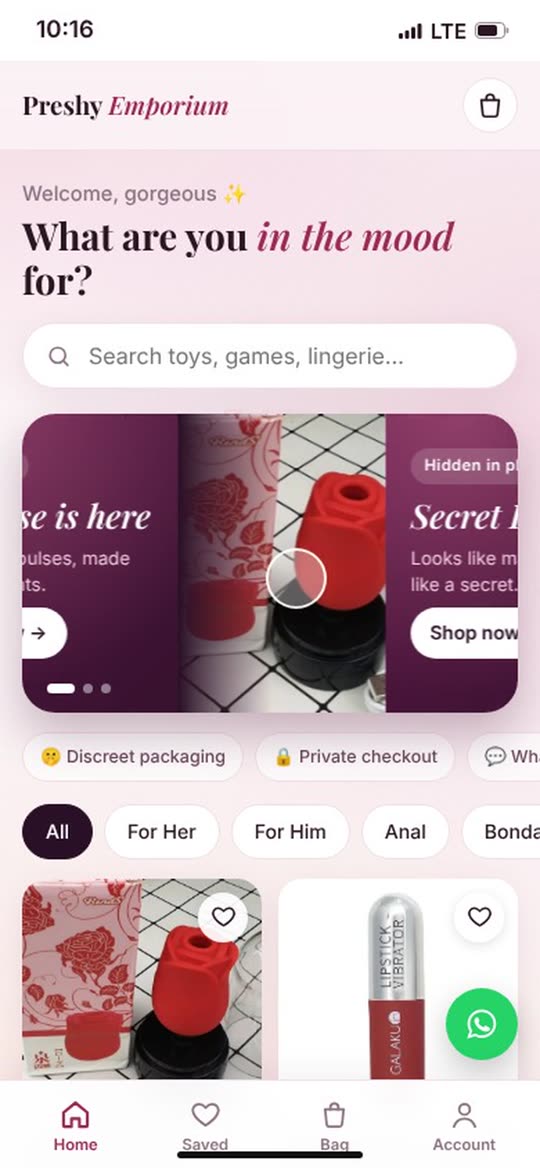 10:16
LTE
Preshy Emporium
Welcome, gorgeous ✨
What are you in the mood
for?
Search toys, games, lingerie...
se is here
pulses, made
ts.
→
Hidden in pl
Secret
Looks like m
like a secret.
Shop now
🤫 Discreet packaging
🔒 Private checkout
💬 Wha
All
For Her
For Him
Anal
Bonda
LIPSTICK
VIBRATOR
GALAKU
Home
Saved
Bag
Account